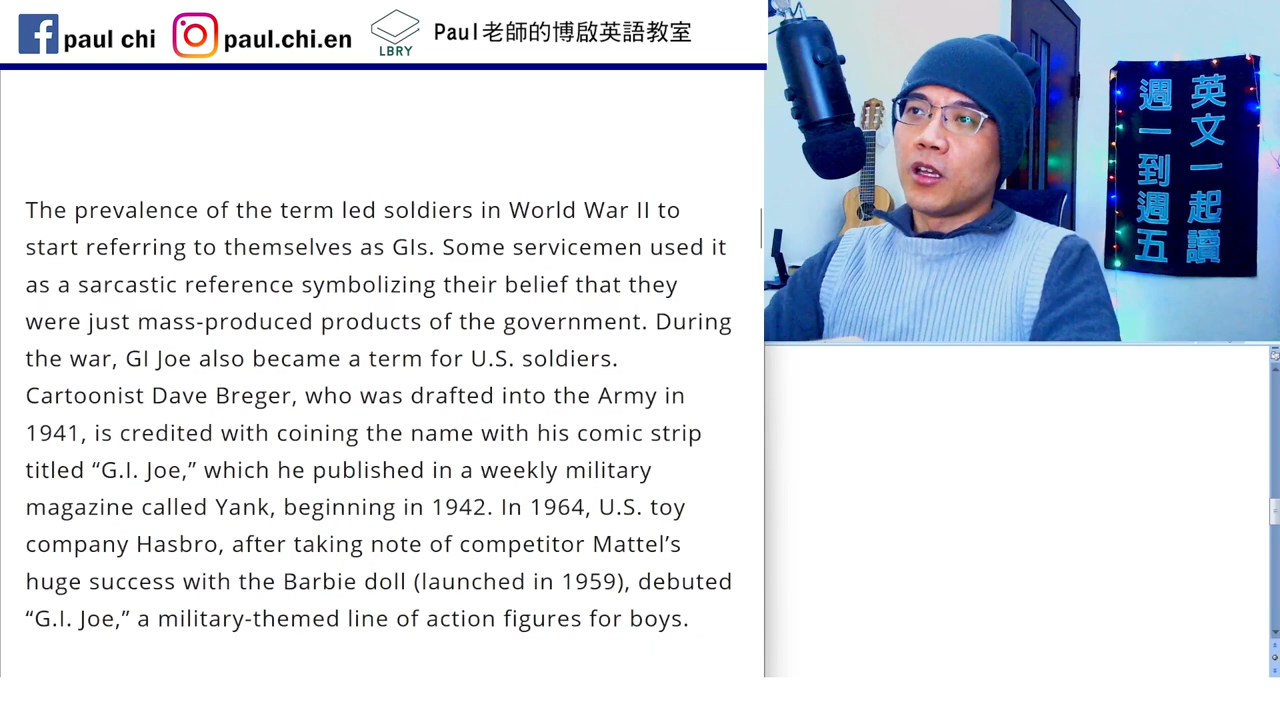 paul chi
paul.chi.en
LBRY
Paul老師的博啟英語教室
The prevalence of the term led soldiers in World War II to
start referring to themselves as GIs. Some servicemen used it
as a sarcastic reference symbolizing their belief that they
were just mass-produced products of the government. During
the war, GI Joe also became a term for U.S. soldiers.
Cartoonist Dave Breger, who was drafted into the Army in
1941, is credited with coining the name with his comic strip
titled “G.I. Joe,” which he published in a weekly military
magazine called Yank, beginning in 1942. In 1964, U.S. toy
company Hasbro, after taking note of competitor Mattel’s
huge success with the Barbie doll (launched in 1959), debuted
“G.I. Joe,” a military-themed line of action figures for boys.
英文一起讀
週一到週五